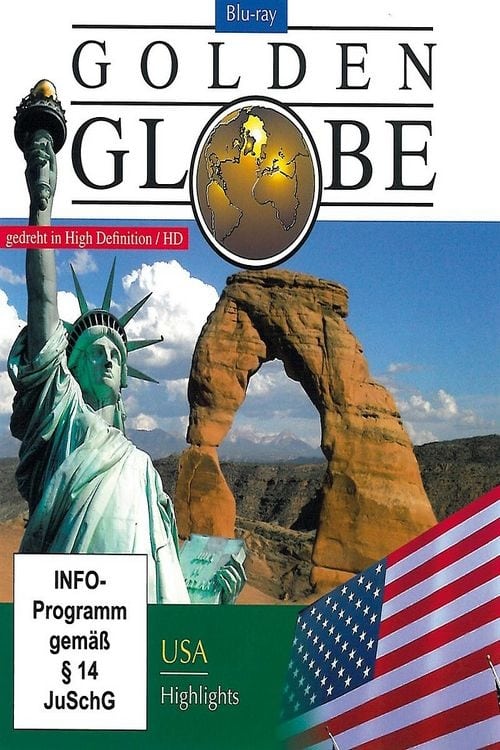 Blu-ray
GOLDEN
GLOBE
gedreht in High Definition / HD
INFO-
Programm
gemäß
§ 14
JuSchG
USA
Highlights